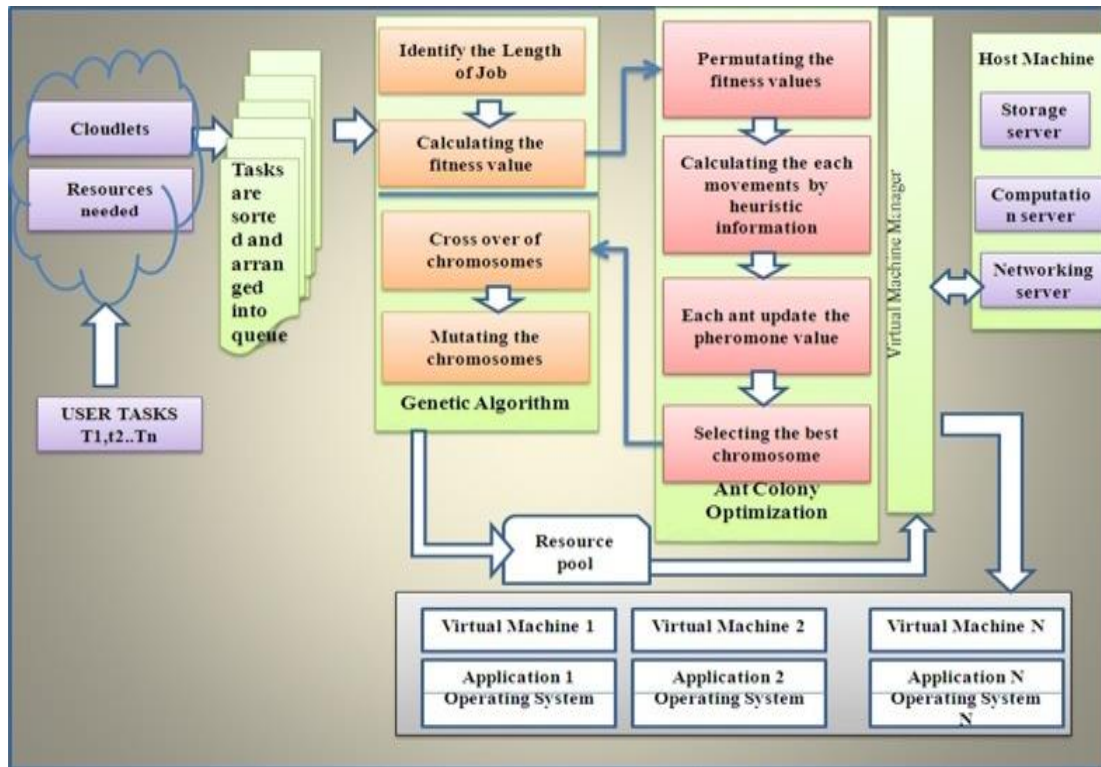 Cloudlets
Resources
needed
USER TASKS
T1,t2..Tn
Tasks
are
sorte
d and
arran
ged
into
queue
Identify the Length
of Job
Calculating the
fitness value
Cross over of
chromosomes
Mutating the
chromosomes
Genetic Algorithm
Permutating the
fitness values
Calculating the each
movements by
heuristic
information
Each ant update the
pheromone value
Selecting the best
chromosome
Ant Colony
Optimization
Virtual Machine Manager
Host Machine
Storage
server
Computatio
n server
Networking
server
Resource
pool
Virtual Machine 1
Application 1
Operating System
Virtual Machine 2
Application 2
Operating System
Virtual Machine N
Application N
Operating System
N